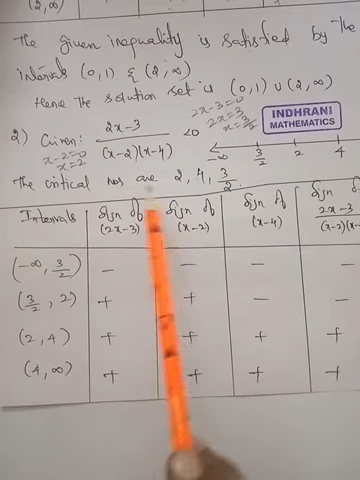 (2, ∞)
The given inequality is satisfied by the
intervals (0,1) & (2, ∞)
Hence the solution set is (0,1) ∪ (2, ∞)
2x-3=0
2x=3
x=3/2
INDHRANI
MATHEMATICS
2) Given: 2x-3/(x-2)(x-4) <0
x-2=0
x=2
-∞ 3/2 2 4
The critical nos are 2, 4, 3/2.
Intervals | Sign of (2x-3) | Sign of (x-2) | Sign of (x-4) | Sign of 2x-3/(x-2)(x-
(-∞, 3/2) | - | - | - | -
(3/2, 2) | + | + | - | -
(2, 4) | + | + | + | +
(4, ∞) | + | + | + | +